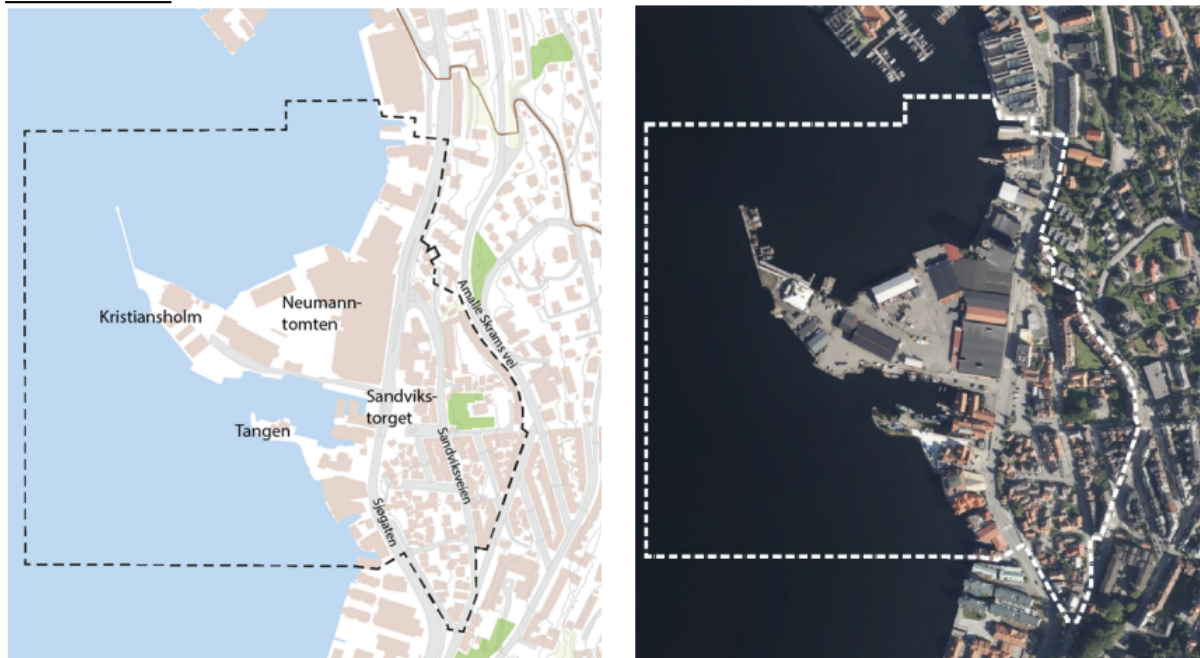 Kristiansholm
Neumann-
tomten
Amalie Skrams vei
Sandviks-
torget
Tangen
Sandviksveien
Sjøgaten